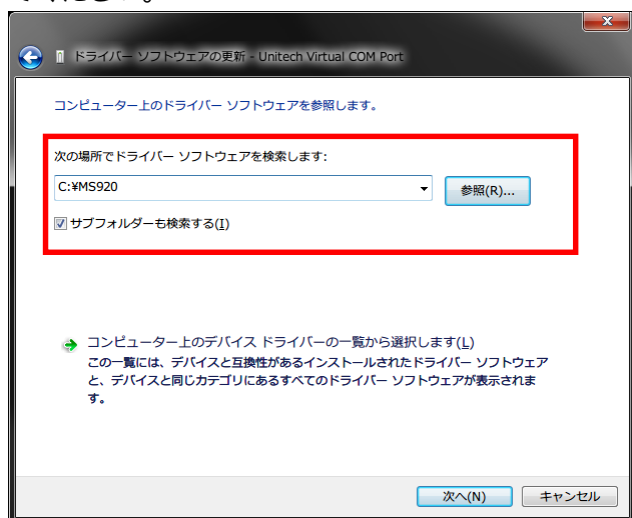 ドライバー ソフトウェアの更新 - Unitech Virtual COM Port
コンピューター上のドライバー ソフトウェアを参照します。
次の場所でドライバー ソフトウェアを検索します:
C:¥MS920
参照(R)...
サブフォルダーも検索する(I)
コンピューター上のデバイス ドライバーの一覧から選択します(L)
この一覧には、デバイスと互換性があるインストールされたドライバー ソフトウェア
と、デバイスと同じカテゴリにあるすべてのドライバー ソフトウェアが表示されま
す。
次へ(N)
キャンセル